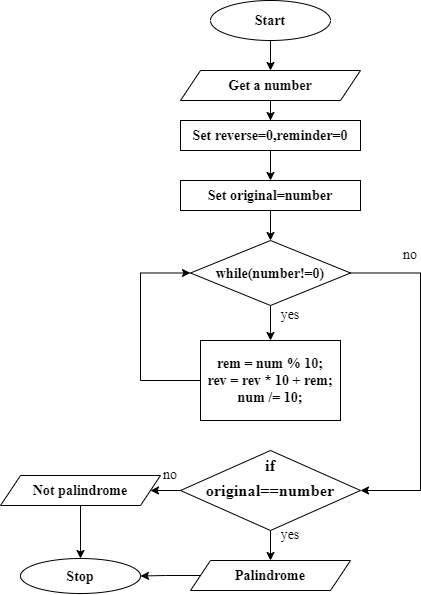 Start
Get a number
Set reverse=0,reminder=0
Set original=number
while(number!=0)
no
yes
rem = num % 10;
rev = rev * 10 + rem;
num /= 10;
if
original==number
no
Not palindrome
yes
Stop
Palindrome